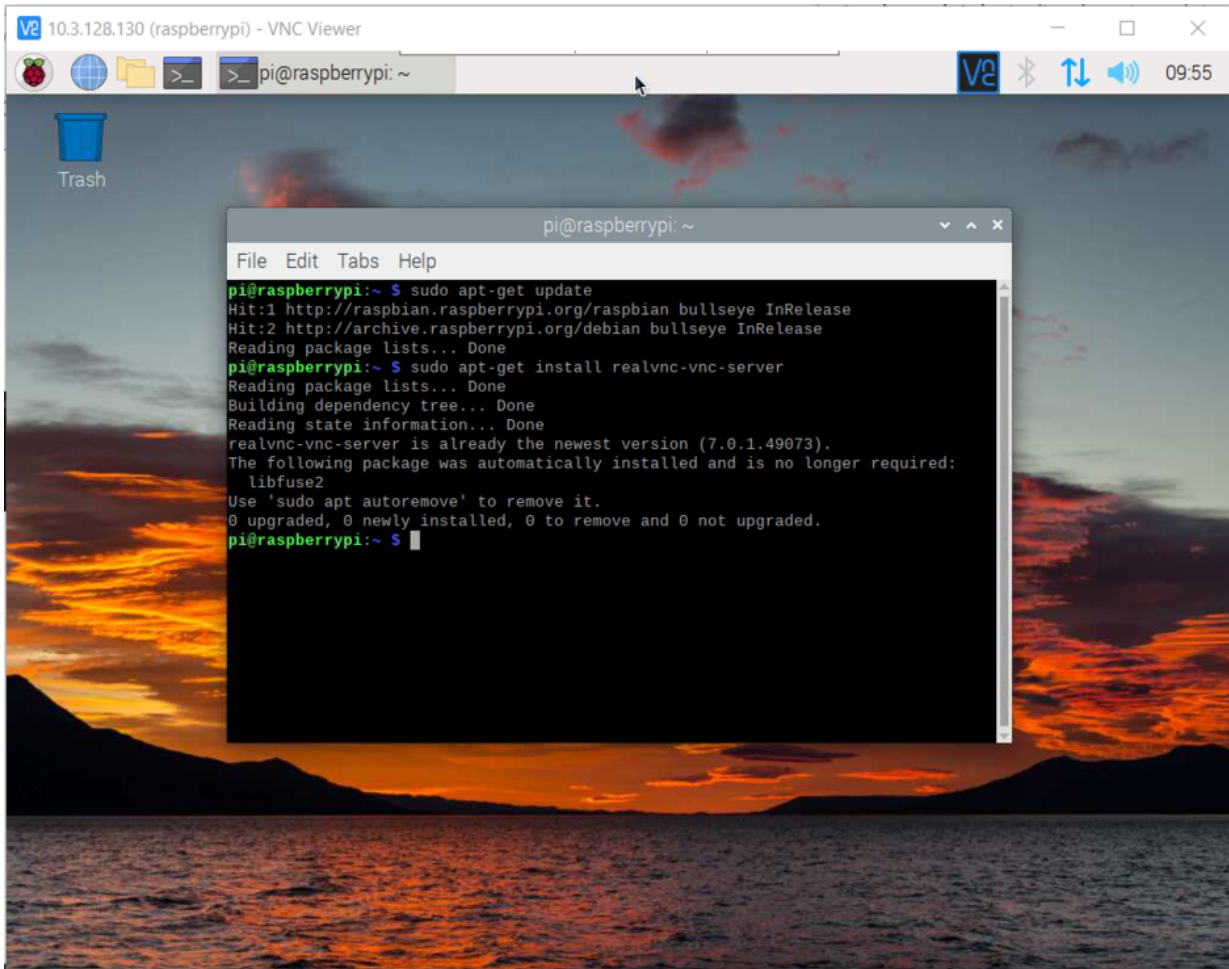 10.3.128.130 (raspberrypi) - VNC Viewer
pi@raspberrypi: ~
09:55
Trash
pi@raspberrypi: ~
File Edit Tabs Help
pi@raspberrypi:~ $ sudo apt-get update
Hit:1 http://raspbian.raspberrypi.org/raspbian bullseye InRelease
Hit:2 http://archive.raspberrypi.org/debian bullseye InRelease
Reading package lists... Done
pi@raspberrypi:~ $ sudo apt-get install realvnc-vnc-server
Reading package lists... Done
Building dependency tree... Done
Reading state information... Done
realvnc-vnc-server is already the newest version (7.0.1.49073).
The following package was automatically installed and is no longer required:
  libfuse2
Use 'sudo apt autoremove' to remove it.
0 upgraded, 0 newly installed, 0 to remove and 0 not upgraded.
pi@raspberrypi:~ $